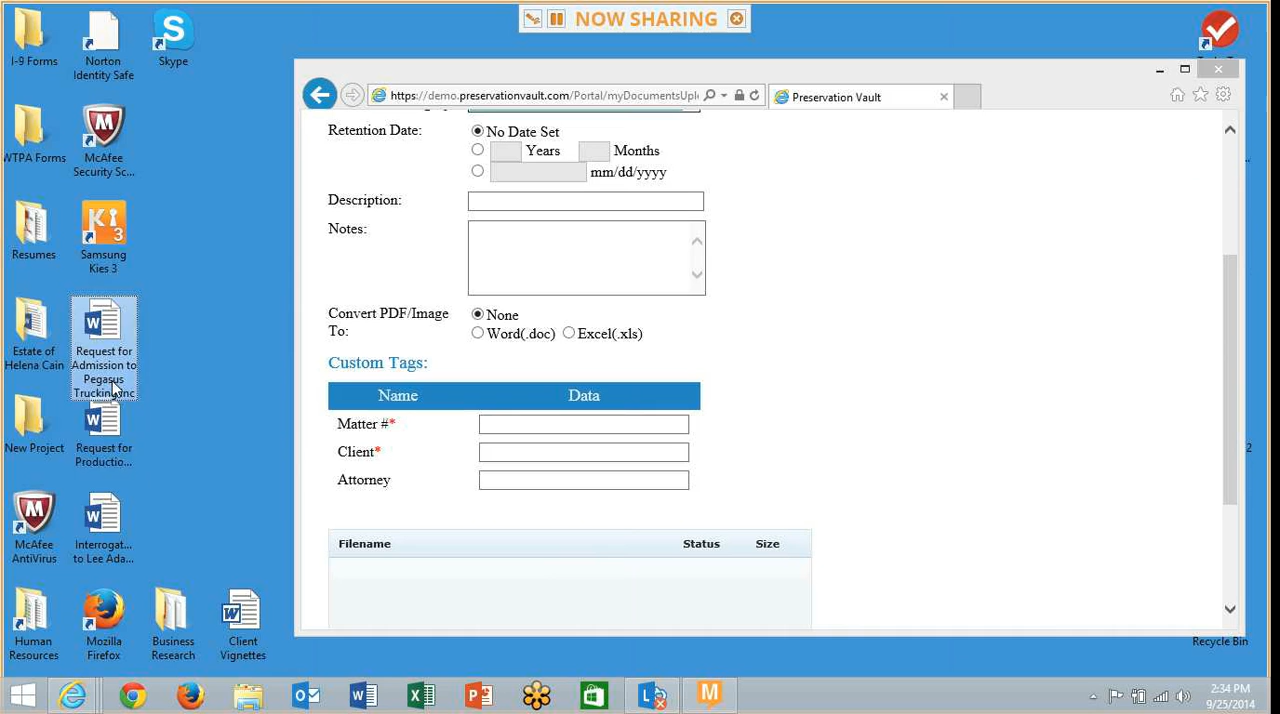 NOW SHARING
I-9 Forms
Norton
Identity Safe
Skype
https://demo.preservationvault.com/Portal/myDocumentsUpl
Preservation Vault
Retention Date:
No Date Set
Years
Months
mm/dd/yyyy
WTPA Forms
McAfee
Security Sc...
Description:
Notes:
Resumes
Samsung
Kies 3
Convert PDF/Image
To:
None
Word(.doc)
Excel(.xls)
Estate of
Helena Cain
Request for
Admission to
Pegasus
Custom Tags:
Name
Data
Matter #*
Client*
Attorney
New Project
Request for
Productio...
McAfee
AntiVirus
Interrogat...
to Lee Ada...
Filename
Status
Size
Human
Resources
Mozilla
Firefox
Business
Research
Client
Vignettes
Recycle Bin
2:34 PM
9/25/2014